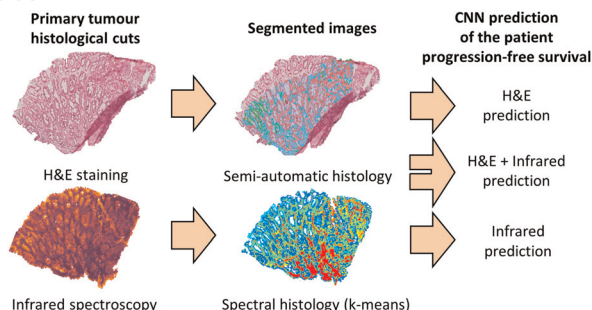 Primary tumour
histological cuts
Segmented images
CNN prediction
of the patient
progression-free survival
H&E staining
Semi-automatic histology
H&E
prediction
H&E + Infrared
prediction
Infrared
prediction
Infrared spectroscopy
Spectral histology (k-means)